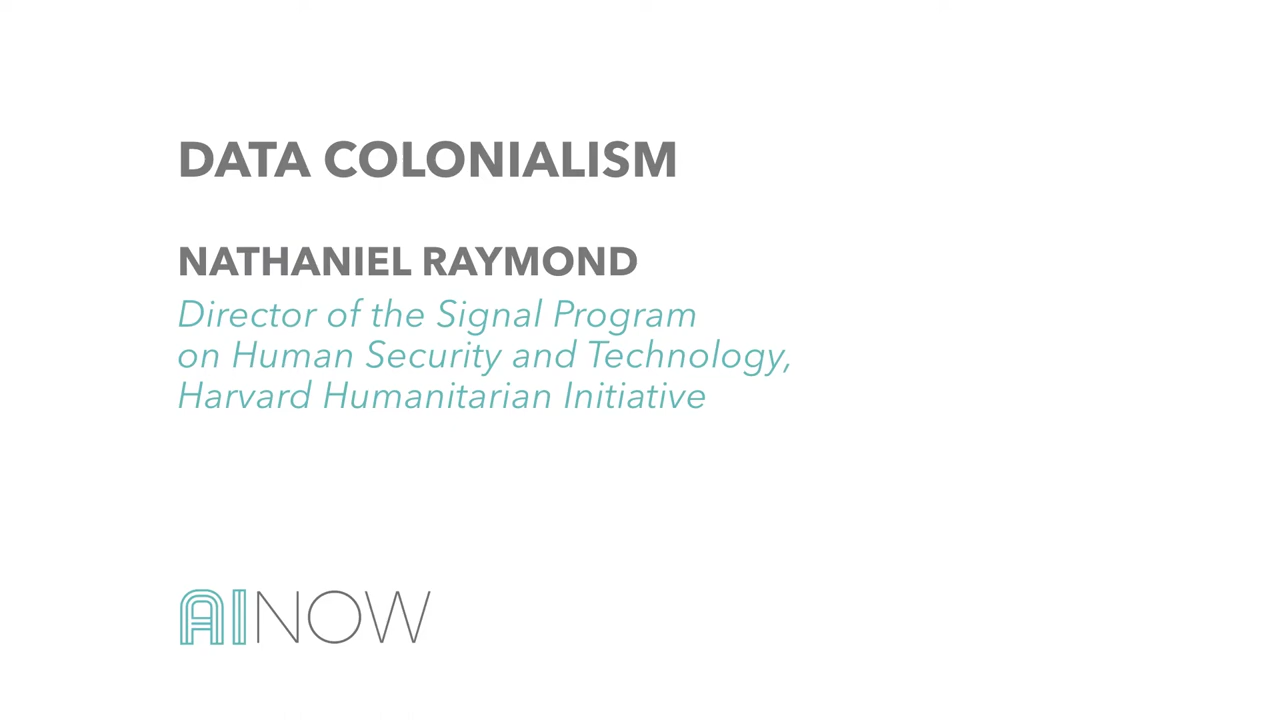 DATA COLONIALISM
NATHANIEL RAYMOND
Director of the Signal Program
on Human Security and Technology,
Harvard Humanitarian Initiative
AINOW